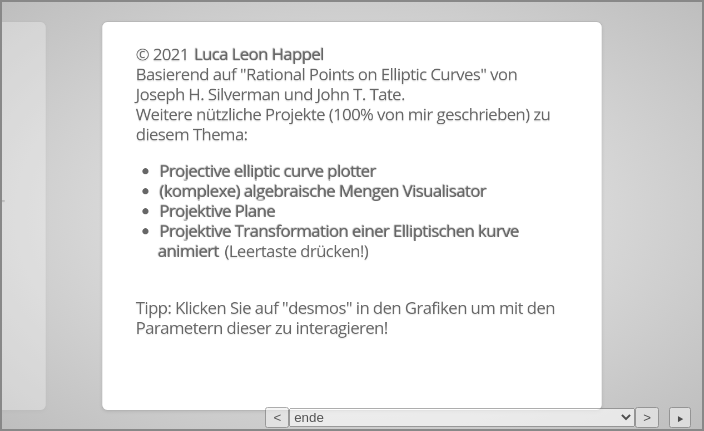 © 2021 Luca Leon Happel
Basierend auf "Rational Points on Elliptic Curves" von
Joseph H. Silverman und John T. Tate.
Weitere nützliche Projekte (100% von mir geschrieben) zu
diesem Thema:
• Projective elliptic curve plotter
• (komplexe) algebraische Mengen Visualisator
• Projektive Plane
• Projektive Transformation einer Elliptischen kurve
animiert (Leertaste drücken!)
Tipp: Klicken Sie auf "desmos" in den Grafiken um mit den
Parametern dieser zu interagieren!
< ende > ▸